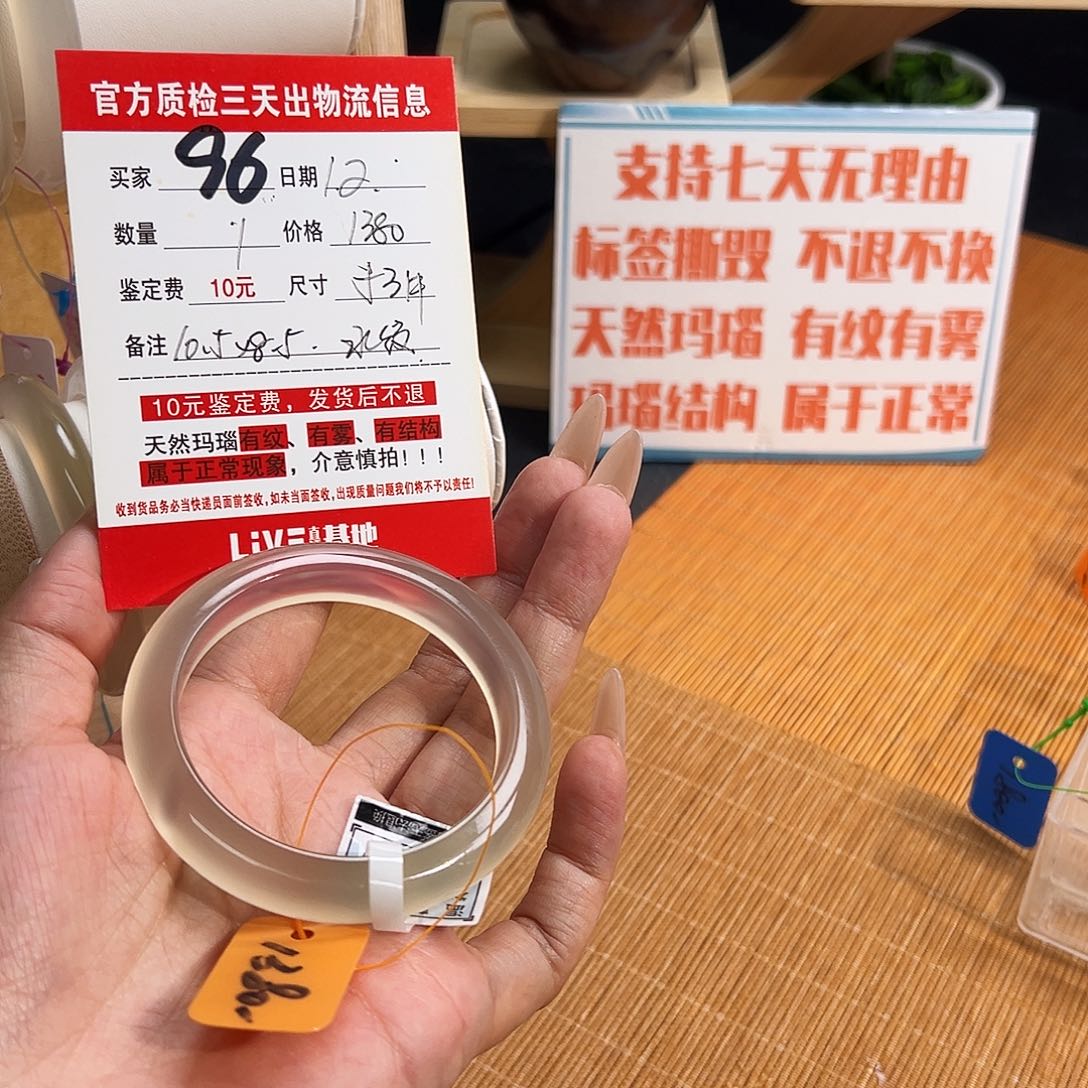 官方质检三天出物流信息
买家 96 日期 12.
数量 1 价格 1380
鉴定费 10元 尺寸
备注 10.5x8.5. 水纹
10元鉴定费，发货后不退
天然玛瑙有纹、有雾、有结构
属于正常现象，介意慎拍！！！
收到货品务必当快递员面前签收，如未当面签收，出现质量问题我们将不予以责任！
基地
支持七天无理由
标签撕毁 不退不换
天然玛瑙 有纹有雾
玛瑙结构 属于正常
1380